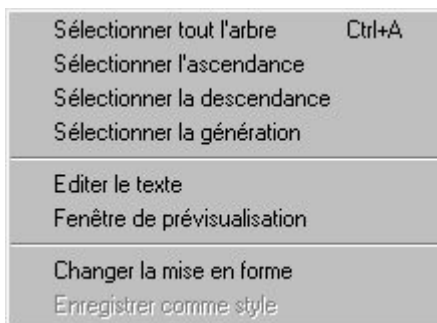 Sélectionner tout l'arbre Ctrl+A
Sélectionner l'ascendance
Sélectionner la descendance
Sélectionner la génération
Editer le texte
Fenêtre de prévisualisation
Changer la mise en forme
Enregistrer comme style